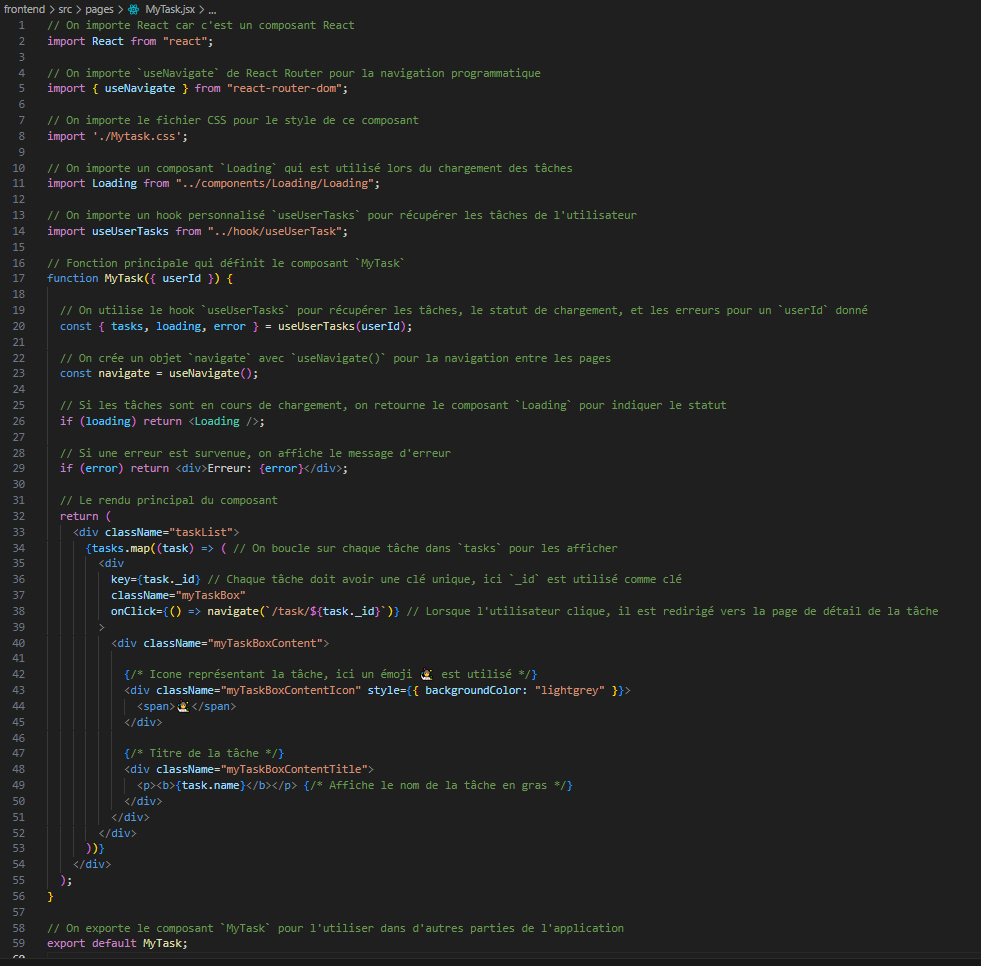 frontend > src > pages > MyTask.jsx > ...
1 // On importe React car c'est un composant React
2 import React from "react";
3
4 // On importe `useNavigate` de React Router pour la navigation programmatique
5 import { useNavigate } from "react-router-dom";
6
7 // On importe le fichier CSS pour le style de ce composant
8 import './Mytask.css';
9
10 // On importe un composant `Loading` qui est utilisé lors du chargement des tâches
11 import Loading from "../components/Loading/Loading";
12
13 // On importe un hook personnalisé `useUserTasks` pour récupérer les tâches de l'utilisateur
14 import useUserTasks from "../hook/useUserTask";
15
16 // Fonction principale qui définit le composant `MyTask`
17 function MyTask({ userId }) {
18
19 // On utilise le hook `useUserTasks` pour récupérer les tâches, le statut de chargement, et les erreurs pour un `userId` donné
20 const { tasks, loading, error } = useUserTasks(userId);
21
22 // On crée un objet `navigate` avec `useNavigate()` pour la navigation entre les pages
23 const navigate = useNavigate();
24
25 // Si les tâches sont en cours de chargement, on retourne le composant `Loading` pour indiquer le statut
26 if (loading) return <Loading />;
27
28 // Si une erreur est survenue, on affiche le message d'erreur
29 if (error) return <div>Erreur: {error}</div>;
30
31 // Le rendu principal du composant
32 return (
33 <div className="taskList">
34 {tasks.map((task) => ( // On boucle sur chaque tâche dans `tasks` pour les afficher
35 <div
36 key={task._id} // Chaque tâche doit avoir une clé unique, ici `_id` est utilisé comme clé
37 className="myTaskBox"
38 onClick={() => navigate(`/task/${task._id}`)} // Lorsque l'utilisateur clique, il est redirigé vers la page de détail de la tâche
39 >
40 <div className="myTaskBoxContent">
41
42 {/* Icone représentant la tâche, ici un émoji est utilisé */}
43 <div className="myTaskBoxContentIcon" style={{ backgroundColor: "lightgrey" }}>
44 <span></span>
45 </div>
46
47 {/* Titre de la tâche */}
48 <div className="myTaskBoxContentTitle">
49 <p><b>{task.name}</b></p> {/* Affiche le nom de la tâche en gras */}
50 </div>
51 </div>
52 </div>
53 ))}
54 </div>
55 );
56 }
57
58 // On exporte le composant `MyTask` pour l'utiliser dans d'autres parties de l'application
59 export default MyTask;
60